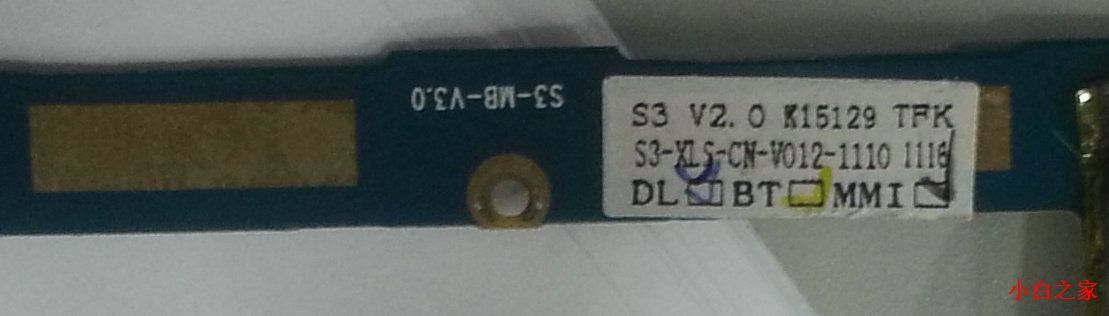 S3-MB-V3.0
S3 V2.0 K15129 TFK
S3-XLS-CN-V012-1110 1116
DL BT MMI
小白之家